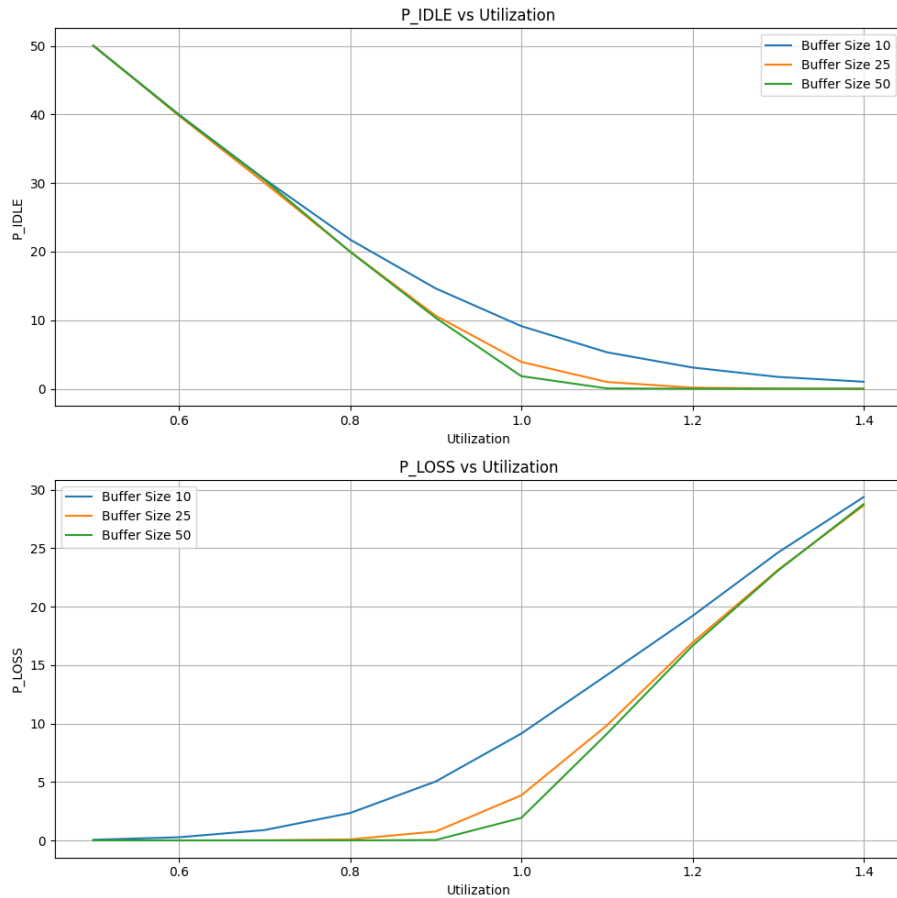 P_IDLE vs Utilization
50
40
30
20
10
0
P_IDLE
Buffer Size 10
Buffer Size 25
Buffer Size 50
0.6
0.8
1.0
1.2
1.4
Utilization
P_LOSS vs Utilization
30
25
20
15
10
5
0
P_LOSS
Buffer Size 10
Buffer Size 25
Buffer Size 50
0.6
0.8
1.0
1.2
1.4
Utilization